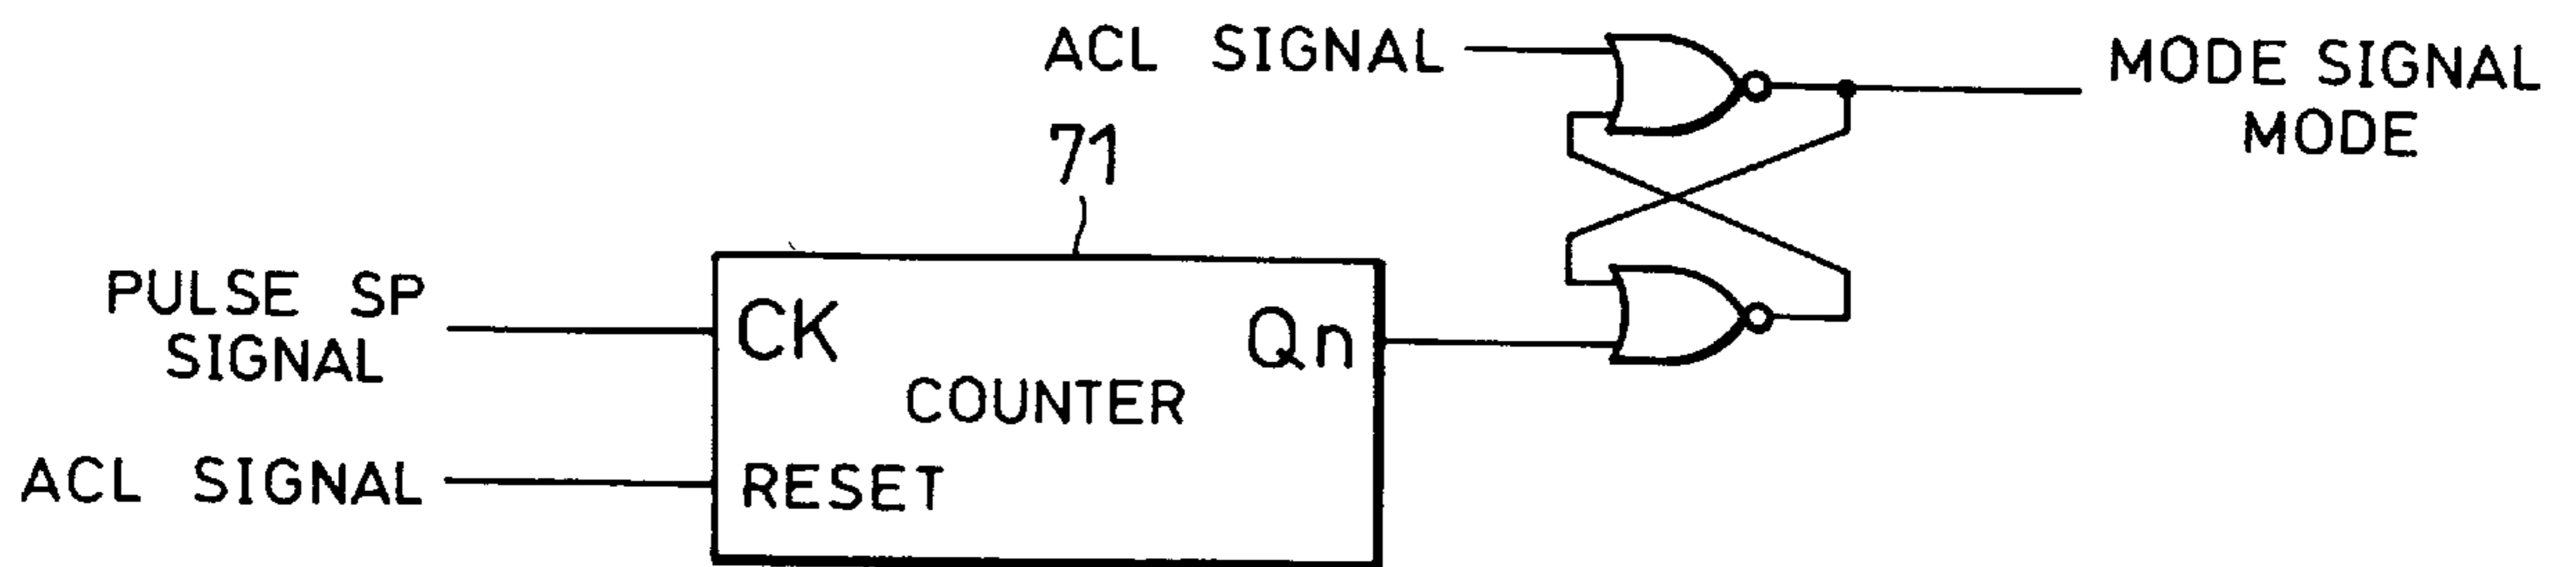 ACL SIGNAL
MODE SIGNAL
MODE
71
PULSE SP
SIGNAL
CK
Qn
COUNTER
ACL SIGNAL
RESET